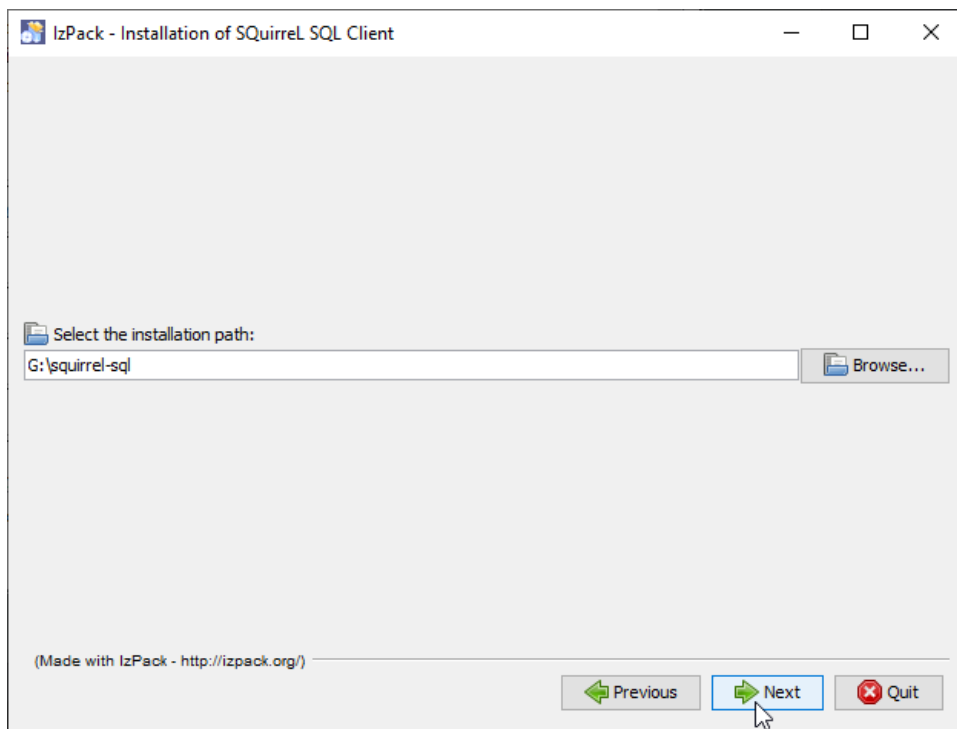 IzPack - Installation of SQuirreL SQL Client
Select the installation path:
G:\squirrel-sql
Browse...
(Made with IzPack - http://izpack.org/)
Previous
Next
Quit